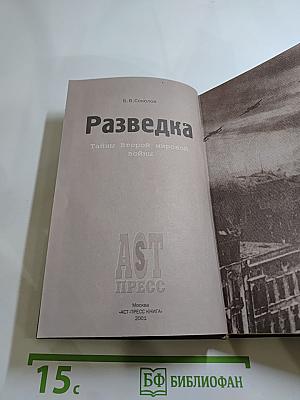 Б.В.Соколов
Разведка
Тайны Второй мировой
войны
AST
ПРЕСС
Москва
«АСТ-ПРЕСС КНИГА»
2001
15с
БФ БИБЛИОФАН